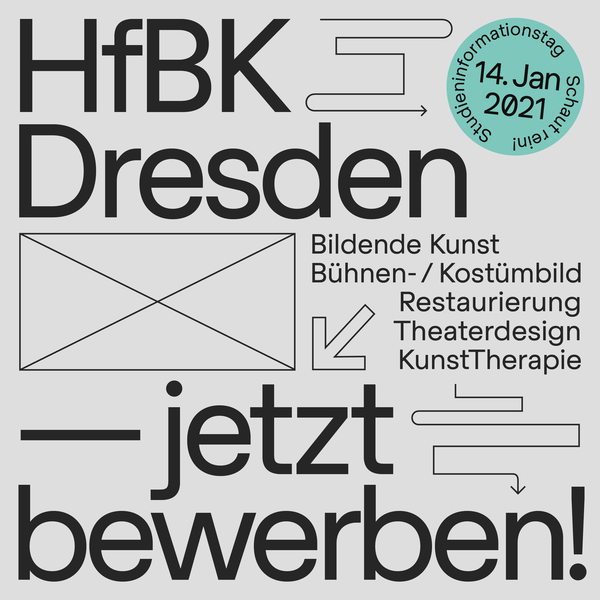 HfBK
Dresden
Studieninformationstag
Schaut rein!
14. Jan
2021
Bildende Kunst
Bühnen- / Kostümbild
Restaurierung
Theaterdesign
KunstTherapie
— jetzt
bewerben!